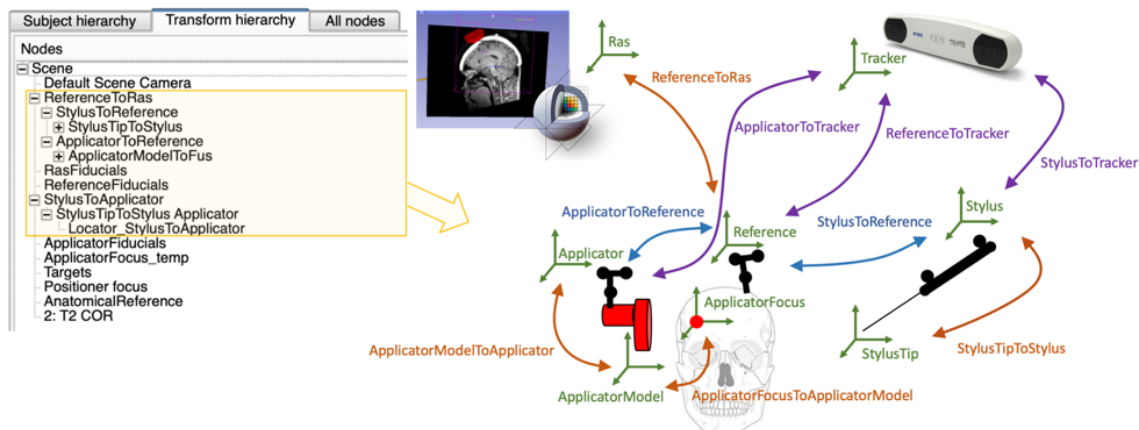 Subject hierarchy
Transform hierarchy
All nodes
Nodes
Scene
Default Scene Camera
ReferenceToRas
StylusToReference
StylusTipToStylus
ApplicatorToReference
ApplicatorModelToFus
RasFiducials
ReferenceFiducials
StylusToApplicator
StylusTipToStylus Applicator
Locator_StylusToApplicator
ApplicatorFiducials
ApplicatorFocus_temp
Targets
Positioner focus
AnatomicalReference
2: T2 COR
Ras
Tracker
ReferenceToRas
ApplicatorToTracker
ReferenceToTracker
StylusToTracker
ApplicatorToReference
StylusToReference
Stylus
Reference
Applicator
ApplicatorFocus
ApplicatorModelToApplicator
StylusTip
StylusTipToStylus
ApplicatorModel
ApplicatorFocusToApplicatorModel